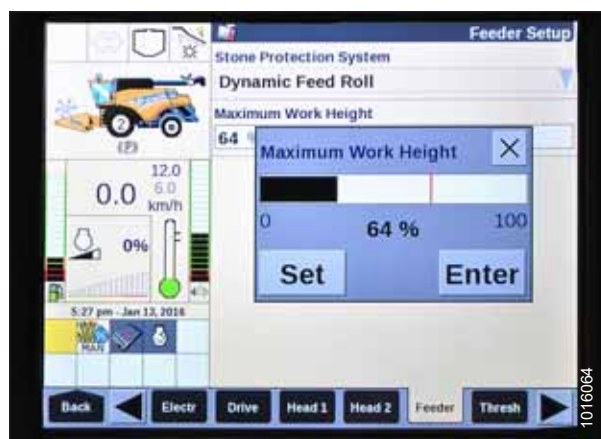 Feeder Setup
Stone Protection System
Dynamic Feed Roll
Maximum Work Height
64 %
Maximum Work Height
0
64 %
100
Set
Enter
2
(P)
12.0
6.0
0.0
km/h
0%
5:27 pm - Jan 13, 2016
MAN
Back
Electr
Drive
Head 1
Head 2
Feeder
Thresh
1016064